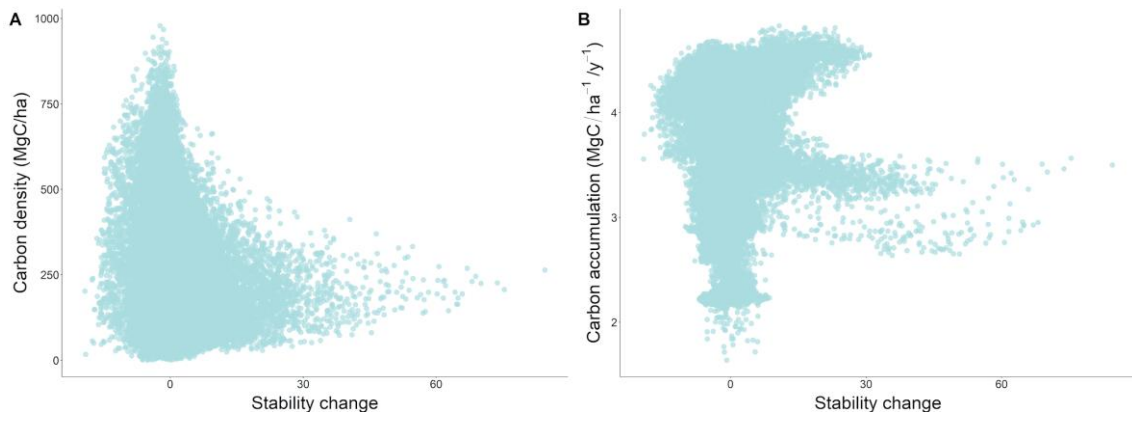 A
1000
750
500
250
0
Carbon density (MgC/ha)
0 30 60
Stability change
B
4
3
2
Carbon accumulation (MgC/ha⁻¹/y⁻¹)
0 30 60
Stability change